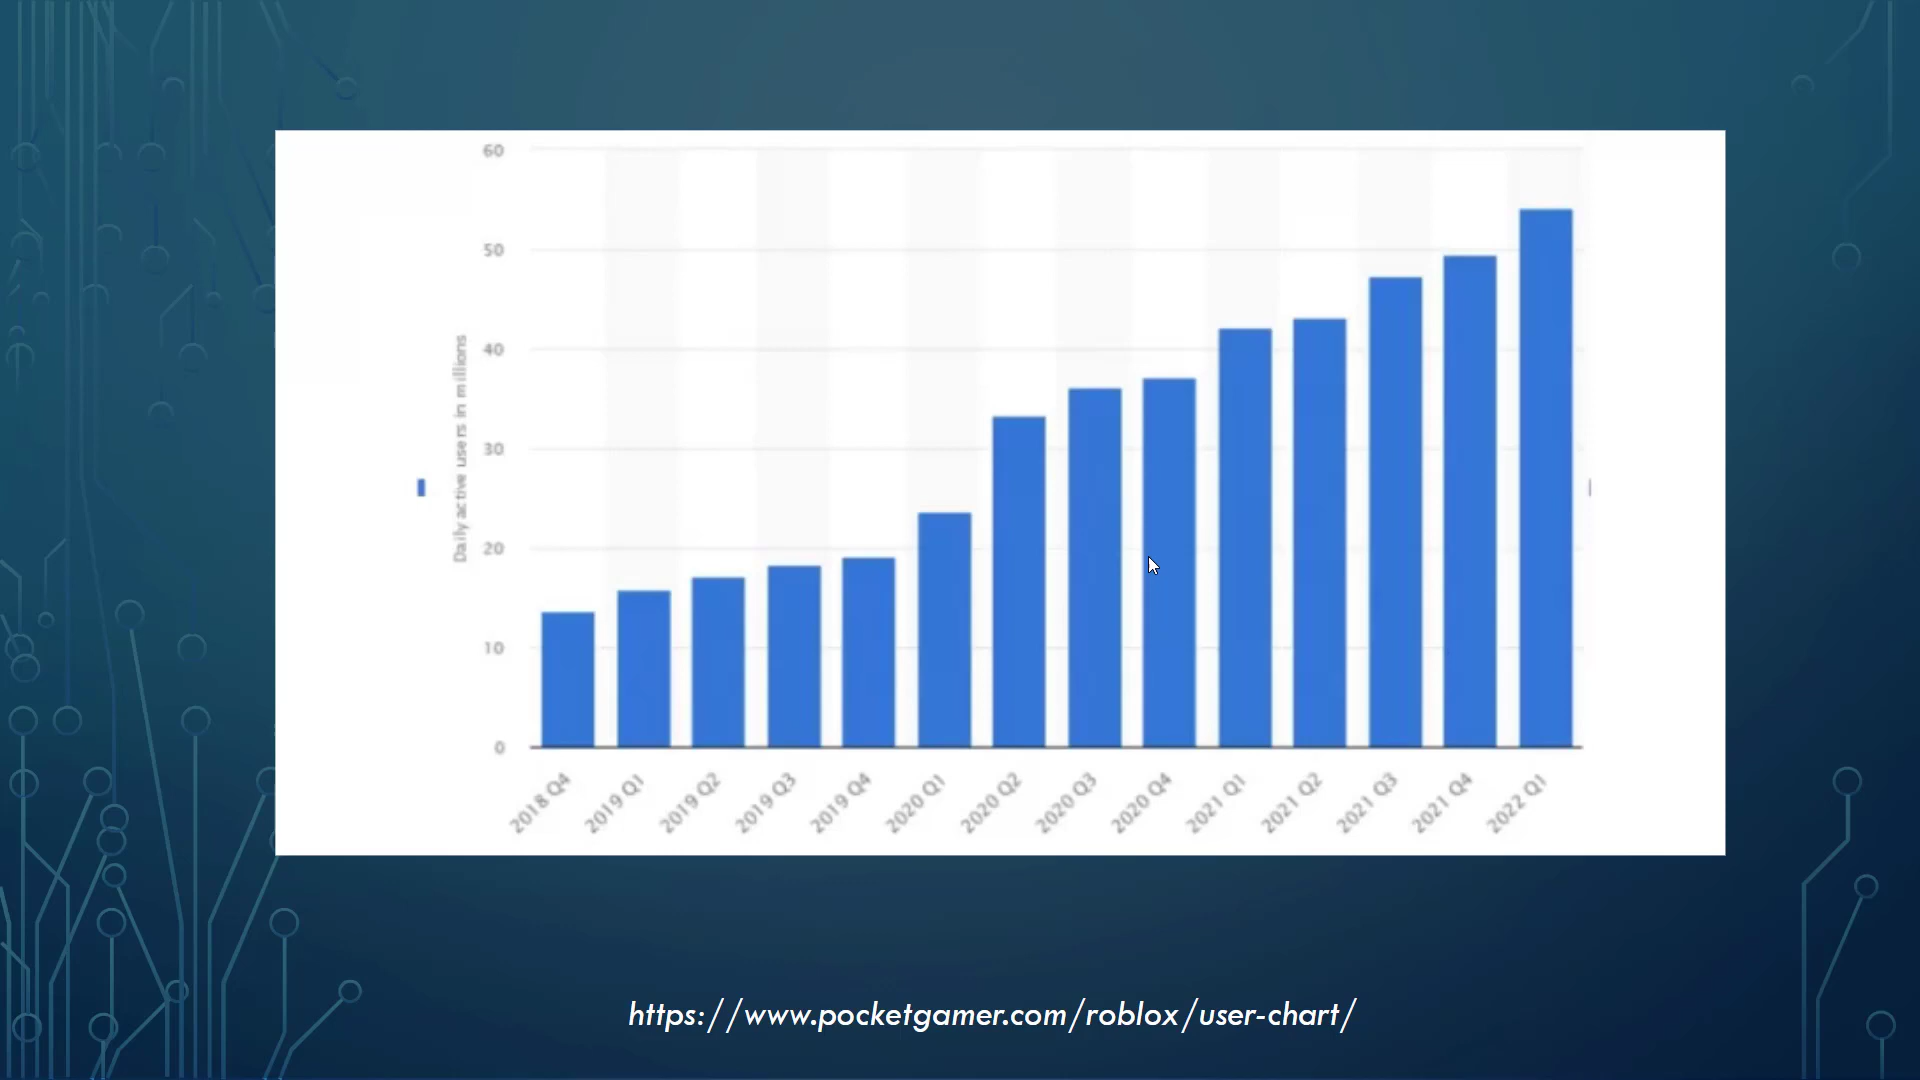 60
50
40
30
20
10
0
Daily active users in millions
2018 Q4
2019 Q1
2019 Q2
2019 Q3
2019 Q4
2020 Q1
2020 Q2
2020 Q3
2020 Q4
2021 Q1
2021 Q2
2021 Q3
2021 Q4
2022 Q1
https://www.pocketgamer.com/roblox/user-chart/